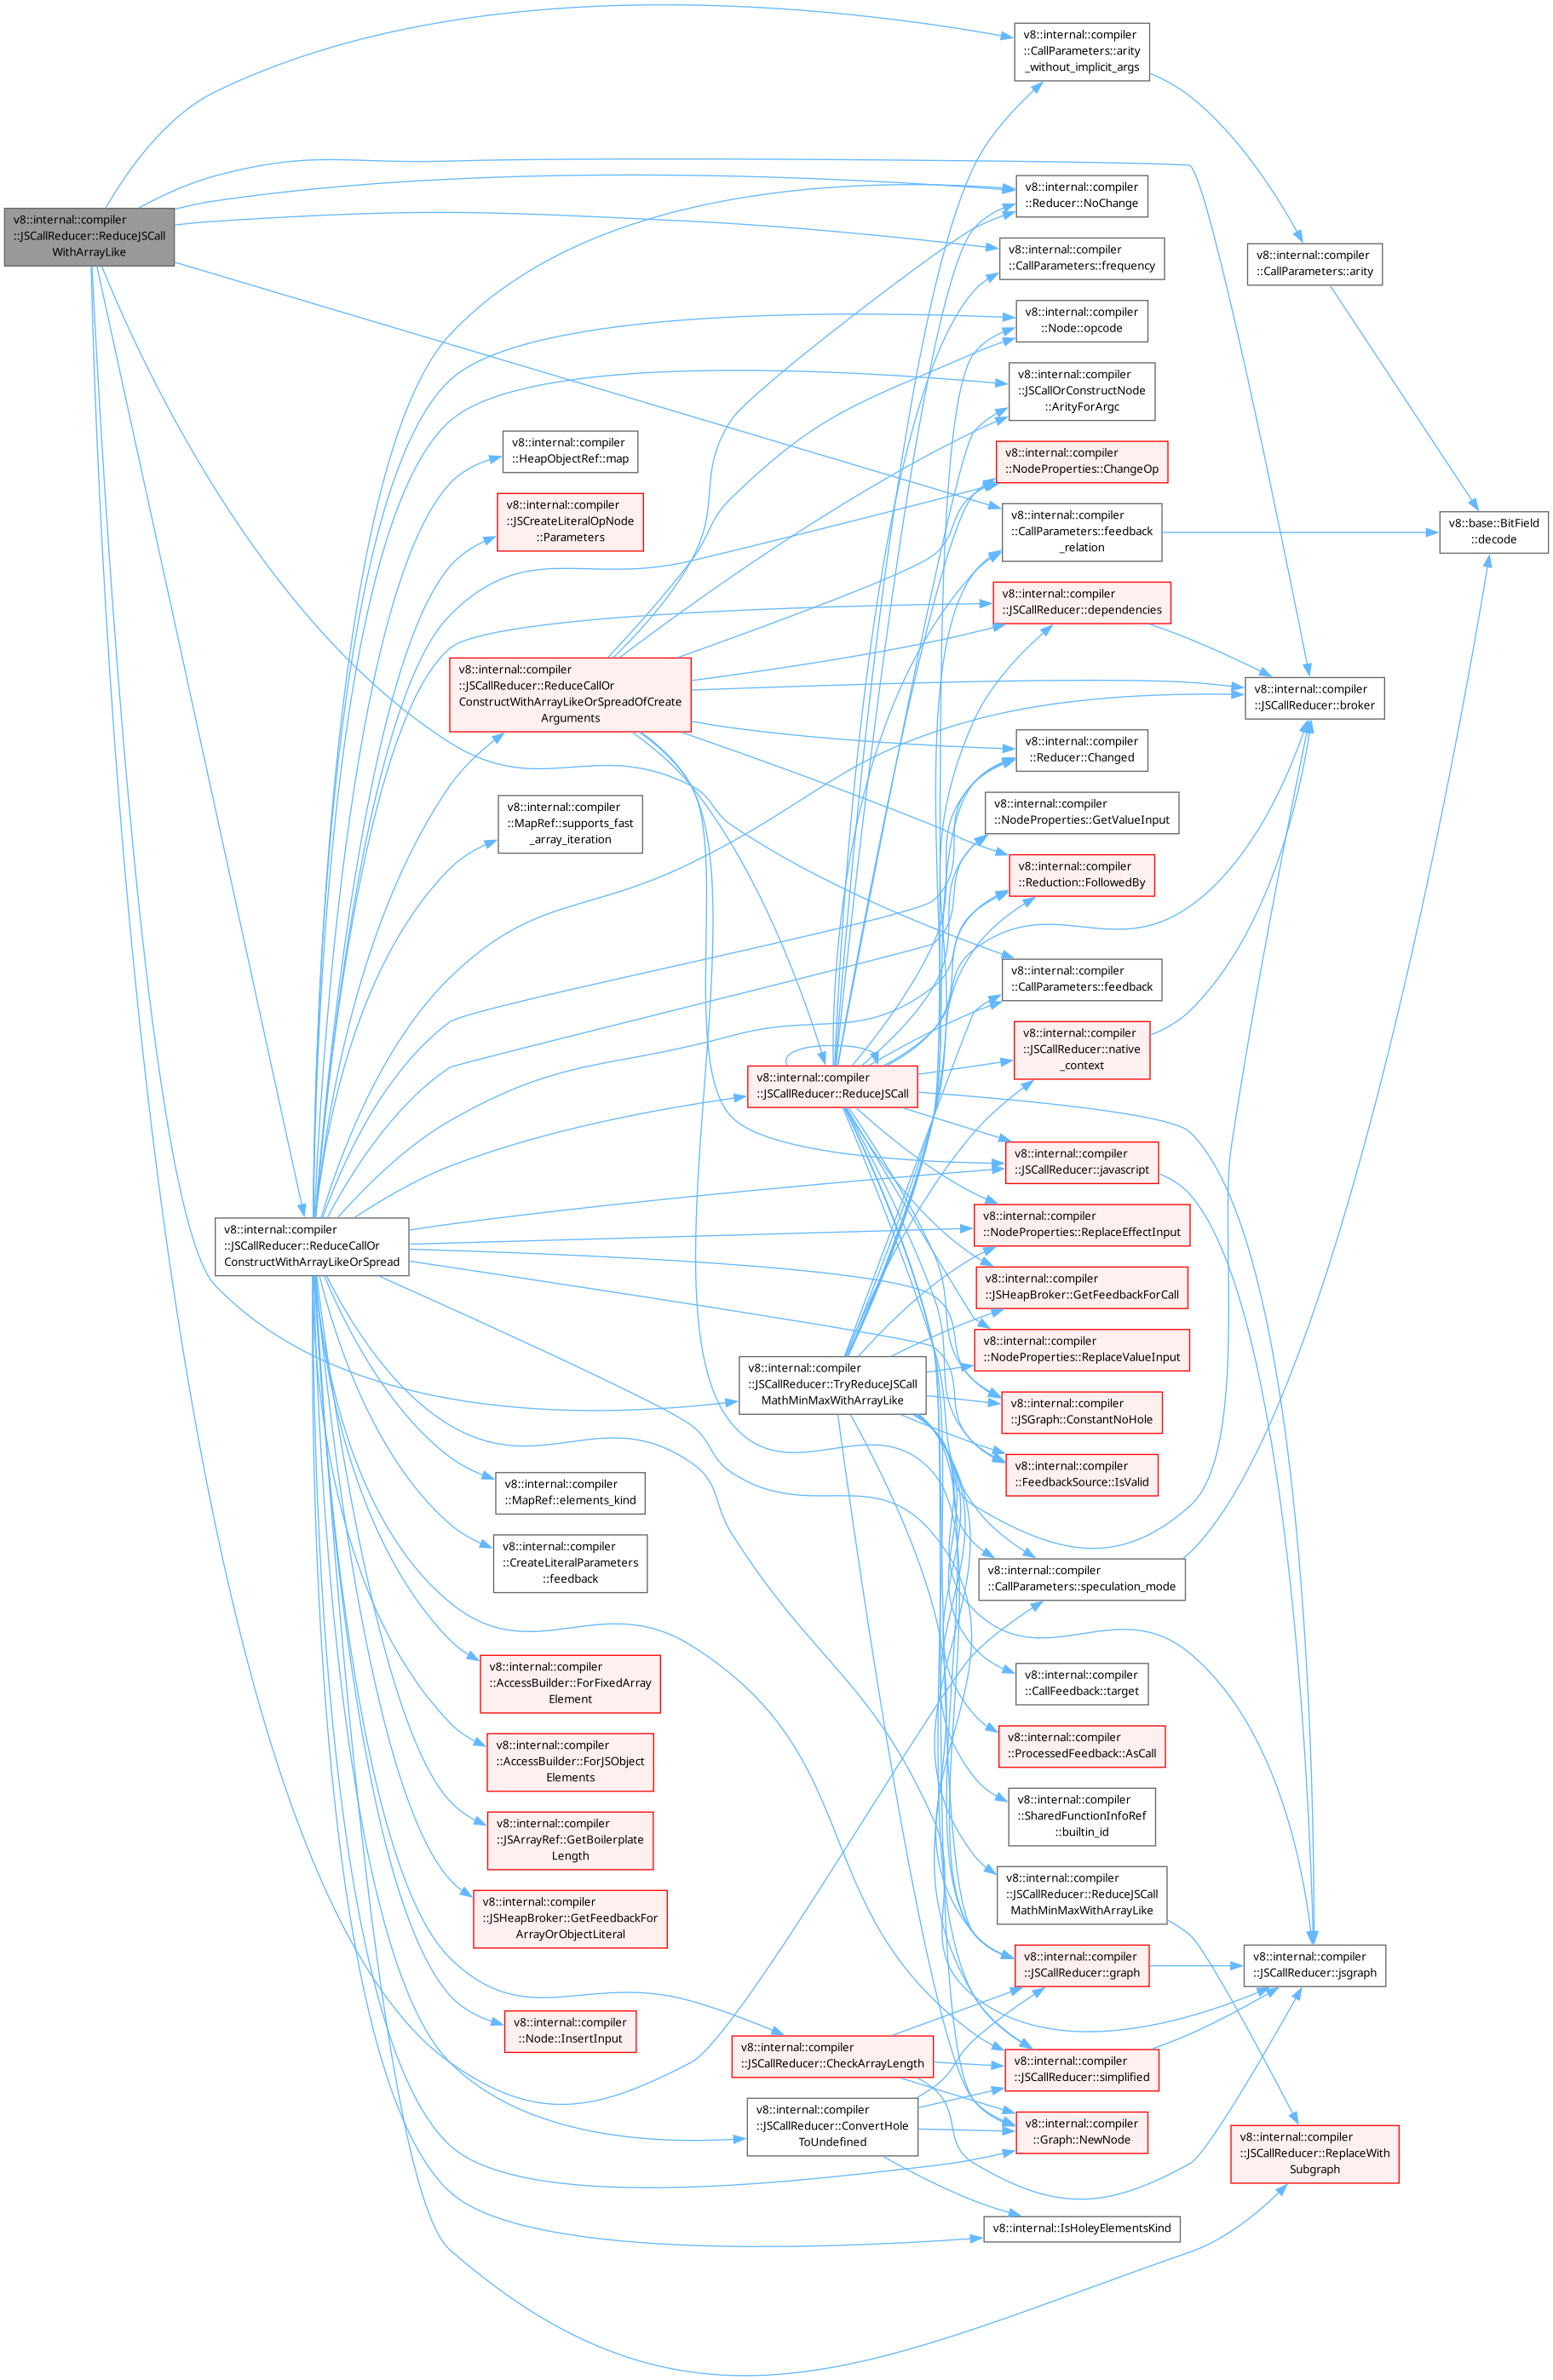 v8::internal::compiler
::JSCallReducer::ReduceJSCall
WithArrayLike
v8::internal::compiler
::CallParameters::arity
_without_implicit_args
v8::internal::compiler
::CallParameters::arity
v8::base::BitField
::decode
v8::internal::compiler
::JSCallReducer::broker
v8::internal::compiler
::Reducer::NoChange
v8::internal::compiler
::CallParameters::frequency
v8::internal::compiler
::Node::opcode
v8::internal::compiler
::JSCallOrConstructNode
::ArityForArgc
v8::internal::compiler
::NodeProperties::ChangeOp
v8::internal::compiler
::CallParameters::feedback
_relation
v8::internal::compiler
::JSCallReducer::dependencies
v8::internal::compiler
::Reducer::Changed
v8::internal::compiler
::NodeProperties::GetValueInput
v8::internal::compiler
::Reduction::FollowedBy
v8::internal::compiler
::CallParameters::feedback
v8::internal::compiler
::JSCallReducer::native
_context
v8::internal::compiler
::JSCallReducer::javascript
v8::internal::compiler
::NodeProperties::ReplaceEffectInput
v8::internal::compiler
::JSHeapBroker::GetFeedbackForCall
v8::internal::compiler
::NodeProperties::ReplaceValueInput
v8::internal::compiler
::JSGraph::ConstantNoHole
v8::internal::compiler
::FeedbackSource::IsValid
v8::internal::compiler
::CallParameters::speculation_mode
v8::internal::compiler
::CallFeedback::target
v8::internal::compiler
::ProcessedFeedback::AsCall
v8::internal::compiler
::SharedFunctionInfoRef
::builtin_id
v8::internal::compiler
::JSCallReducer::ReduceJSCall
MathMinMaxWithArrayLike
v8::internal::compiler
::JSCallReducer::graph
v8::internal::compiler
::JSCallReducer::jsgraph
v8::internal::compiler
::JSCallReducer::simplified
v8::internal::compiler
::Graph::NewNode
v8::internal::compiler
::JSCallReducer::ReplaceWith
Subgraph
v8::internal::IsHoleyElementsKind
v8::internal::compiler
::HeapObjectRef::map
v8::internal::compiler
::JSCreateLiteralOpNode
::Parameters
v8::internal::compiler
::JSCallReducer::ReduceCallOr
ConstructWithArrayLikeOrSpreadOfCreate
Arguments
v8::internal::compiler
::MapRef::supports_fast
_array_iteration
v8::internal::compiler
::JSCallReducer::ReduceJSCall
v8::internal::compiler
::JSCallReducer::ReduceCallOr
ConstructWithArrayLikeOrSpread
v8::internal::compiler
::JSCallReducer::TryReduceJSCall
MathMinMaxWithArrayLike
v8::internal::compiler
::MapRef::elements_kind
v8::internal::compiler
::CreateLiteralParameters
::feedback
v8::internal::compiler
::AccessBuilder::ForFixedArray
Element
v8::internal::compiler
::AccessBuilder::ForJSObject
Elements
v8::internal::compiler
::JSArrayRef::GetBoilerplate
Length
v8::internal::compiler
::JSHeapBroker::GetFeedbackFor
ArrayOrObjectLiteral
v8::internal::compiler
::Node::InsertInput
v8::internal::compiler
::JSCallReducer::CheckArrayLength
v8::internal::compiler
::JSCallReducer::ConvertHole
ToUndefined